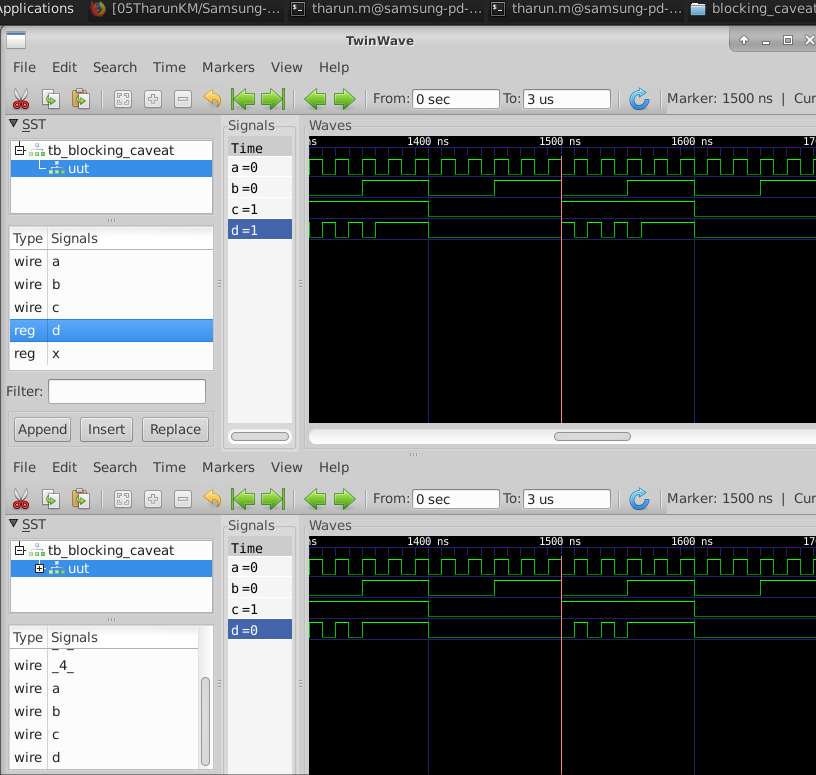 Applications [05TharunKM/Samsung-... tharun.m@samsung-pd-... tharun.m@samsung-pd-... blocking_caveat
TwinWave
File Edit Search Time Markers View Help
From: 0 sec To: 3 us Marker: 1500 ns | Cur
SST
Signals
Waves
tb_blocking_caveat
uut
Time
ns 1400 ns 1500 ns 1600 ns 170
a=0
b=0
c=1
d=1
Type Signals
wire a
wire b
wire c
reg d
reg x
Filter:
Append Insert Replace
File Edit Search Time Markers View Help
From: 0 sec To: 3 us Marker: 1500 ns | Cur
SST
Signals
Waves
tb_blocking_caveat
uut
Time
ns 1400 ns 1500 ns 1600 ns 170
a=0
b=0
c=1
d=0
Type Signals
wire _4_
wire a
wire b
wire c
wire d